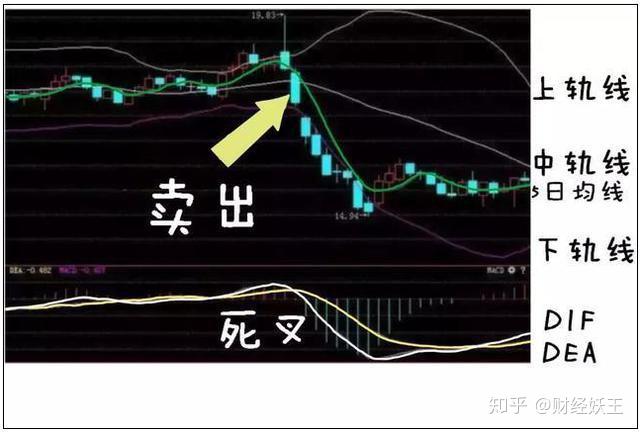 19.83
上轨线
中轨线
5日均线
卖出
14.94
下轨线
DEA:-0.482 MACD -0.487
MACD ?
死叉
DIF
DEA
知乎 @财经妖王